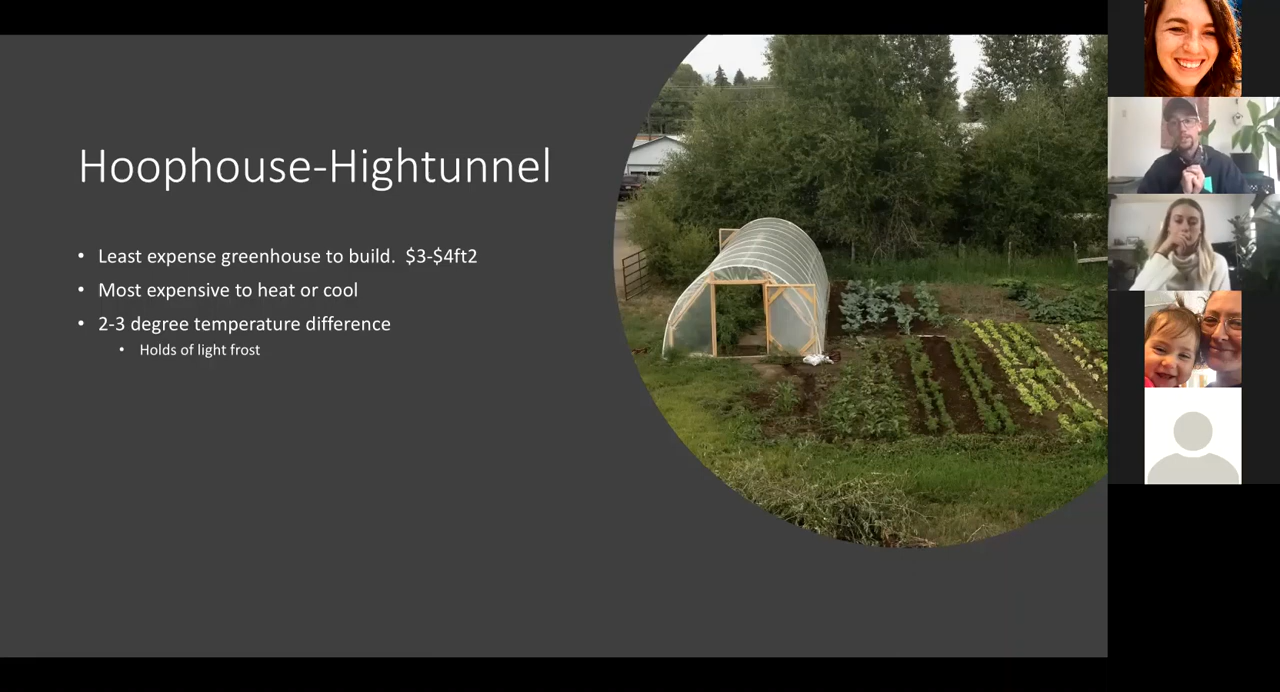 Hoophouse-Hightunnel
• Least expense greenhouse to build. $3-$4ft2
• Most expensive to heat or cool
• 2-3 degree temperature difference
• Holds of light frost